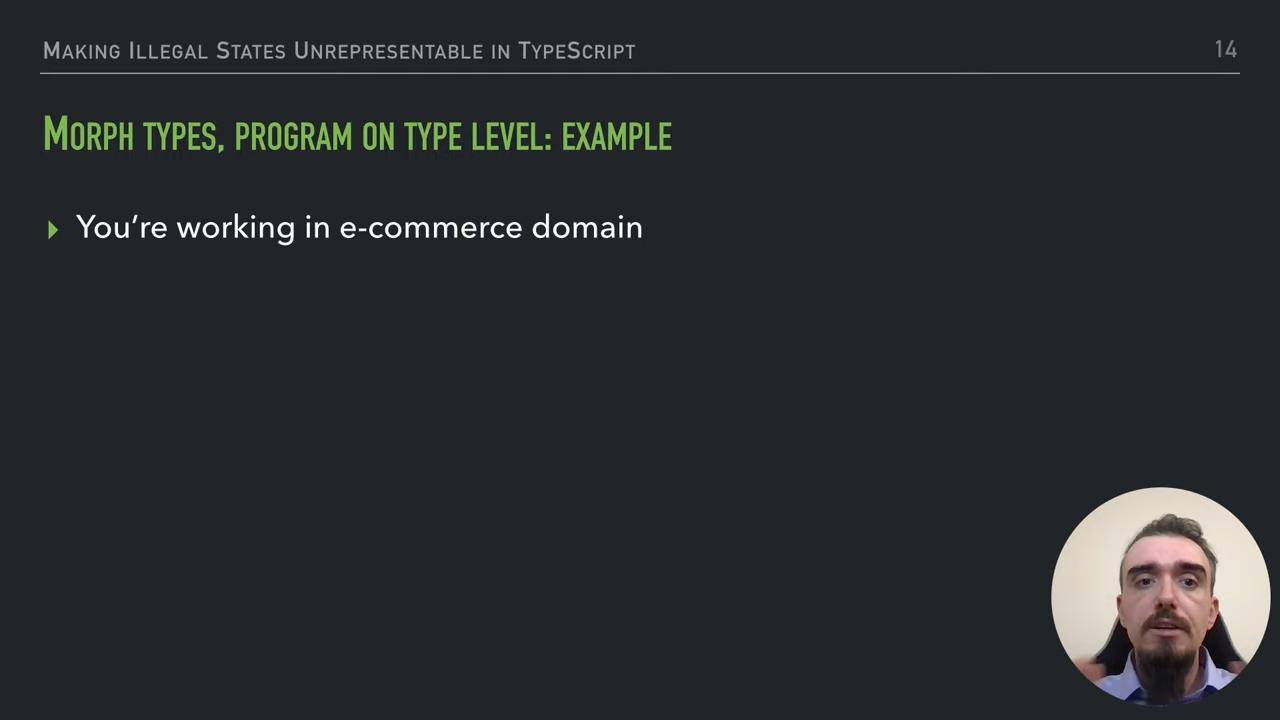 Making Illegal States Unrepresentable in TypeScript
14
Morph types, program on type level: example
You’re working in e-commerce domain